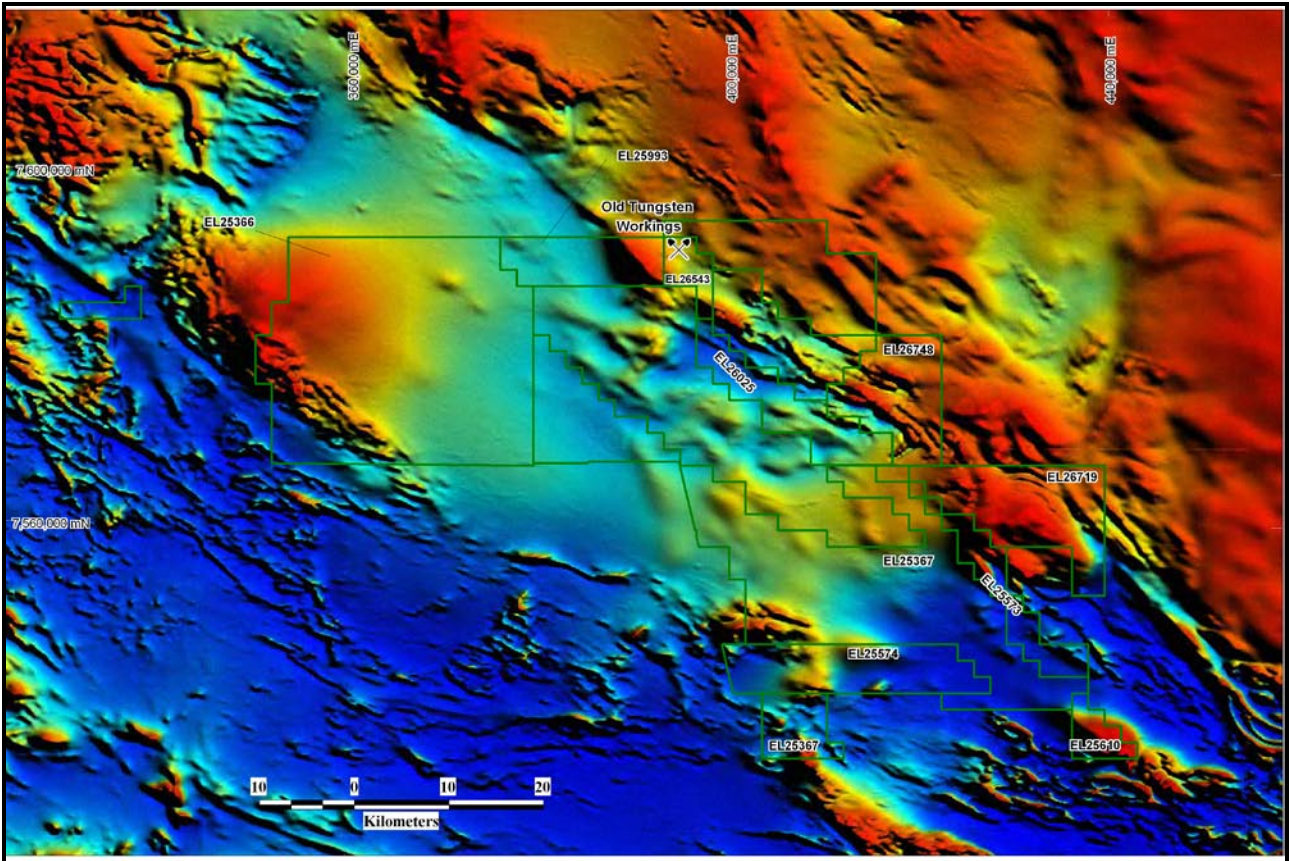 360,000 mE
400,000 mE
440,000 mE
EL25993
7,600,000 mN
Old Tungsten
Workings
EL25366
EL26543
EL26748
EL26025
EL26719
7,560,000 mN
EL25367
EL25573
EL25574
EL25367
EL25610
10 0 10 20
Kilometers